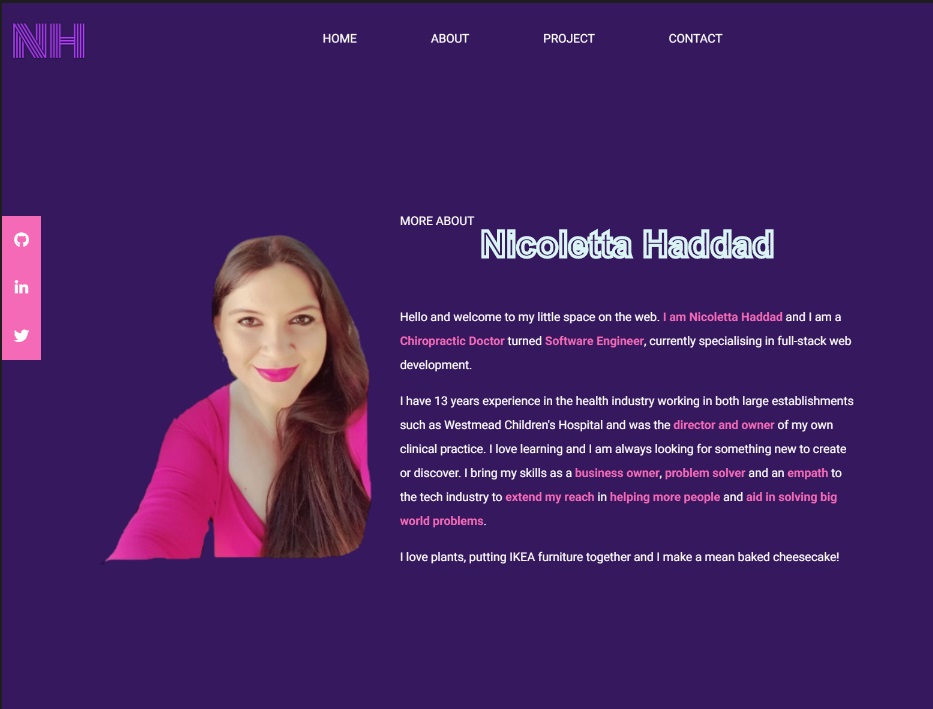 NH
HOME ABOUT PROJECT CONTACT
MORE ABOUT
Nicoletta Haddad
Hello and welcome to my little space on the web. I am Nicoletta Haddad and I am a
Chiropractic Doctor turned Software Engineer, currently specialising in full-stack web
development.
I have 13 years experience in the health industry working in both large establishments
such as Westmead Children's Hospital and was the director and owner of my own
clinical practice. I love learning and I am always looking for something new to create
or discover. I bring my skills as a business owner, problem solver and an empath to
the tech industry to extend my reach in helping more people and aid in solving big
world problems.
I love plants, putting IKEA furniture together and I make a mean baked cheesecake!